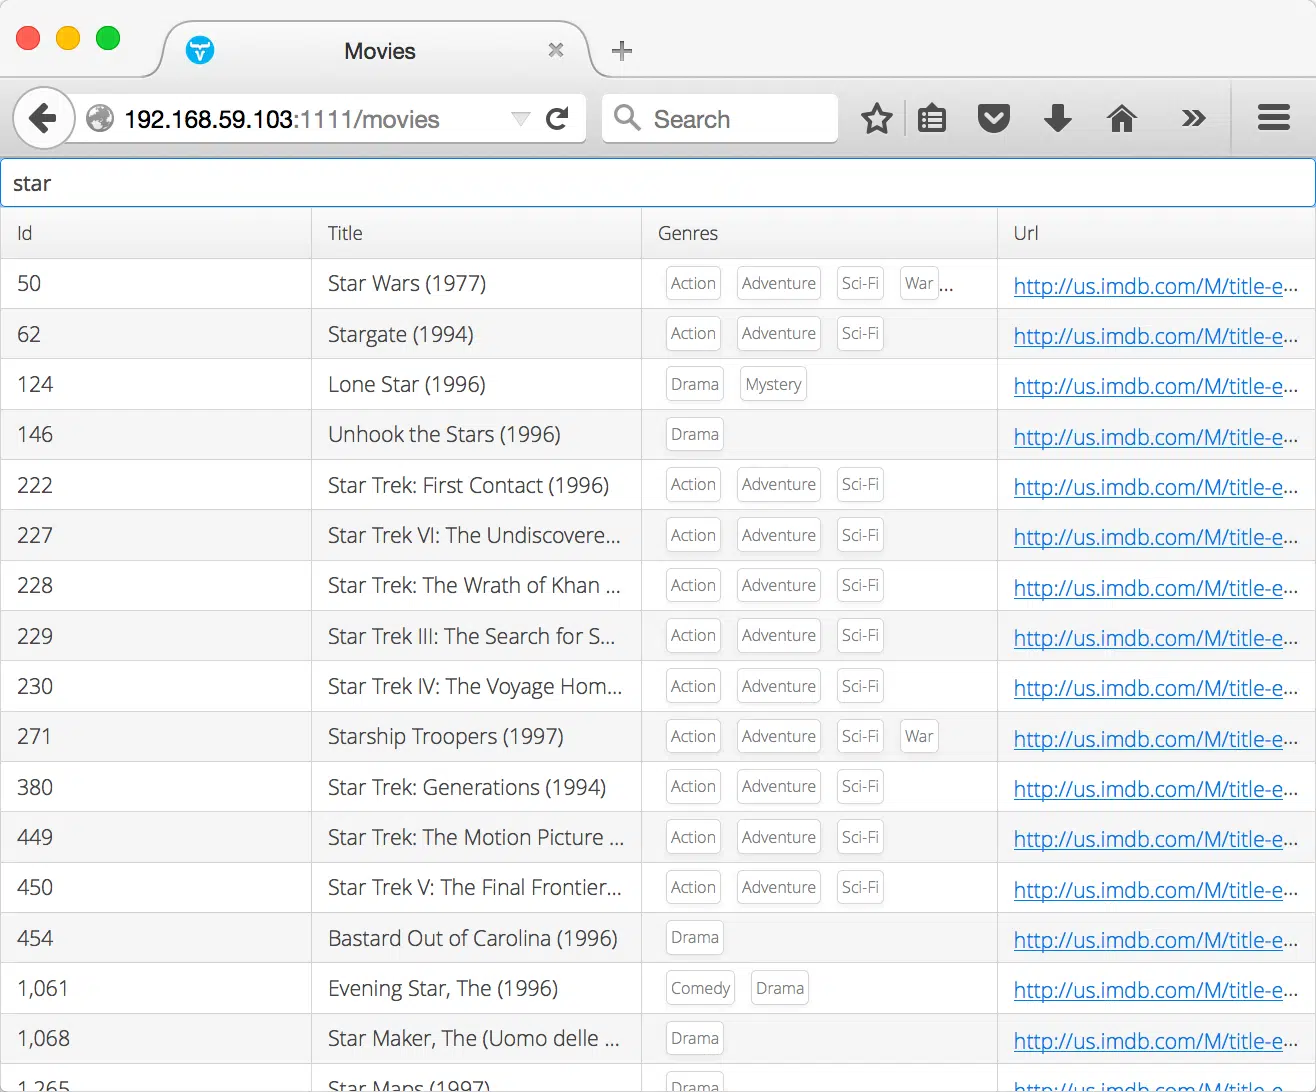 Movies
192.168.59.103:1111/movies
Search
star
Id Title Genres Url
50 Star Wars (1977) Action Adventure Sci-Fi War... http://us.imdb.com/M/title-e...
62 Stargate (1994) Action Adventure Sci-Fi http://us.imdb.com/M/title-e...
124 Lone Star (1996) Drama Mystery http://us.imdb.com/M/title-e...
146 Unhook the Stars (1996) Drama http://us.imdb.com/M/title-e...
222 Star Trek: First Contact (1996) Action Adventure Sci-Fi http://us.imdb.com/M/title-e...
227 Star Trek VI: The Undiscovere... Action Adventure Sci-Fi http://us.imdb.com/M/title-e...
228 Star Trek: The Wrath of Khan ... Action Adventure Sci-Fi http://us.imdb.com/M/title-e...
229 Star Trek III: The Search for S... Action Adventure Sci-Fi http://us.imdb.com/M/title-e...
230 Star Trek IV: The Voyage Hom... Action Adventure Sci-Fi http://us.imdb.com/M/title-e...
271 Starship Troopers (1997) Action Adventure Sci-Fi War http://us.imdb.com/M/title-e...
380 Star Trek: Generations (1994) Action Adventure Sci-Fi http://us.imdb.com/M/title-e...
449 Star Trek: The Motion Picture ... Action Adventure Sci-Fi http://us.imdb.com/M/title-e...
450 Star Trek V: The Final Frontier... Action Adventure Sci-Fi http://us.imdb.com/M/title-e...
454 Bastard Out of Carolina (1996) Drama http://us.imdb.com/M/title-e...
1,061 Evening Star, The (1996) Comedy Drama http://us.imdb.com/M/title-e...
1,068 Star Maker, The (Uomo delle ... Drama http://us.imdb.com/M/title-e...
1,265 Star Maps (1997) Drama http://us.imdb.com/M/title-e...